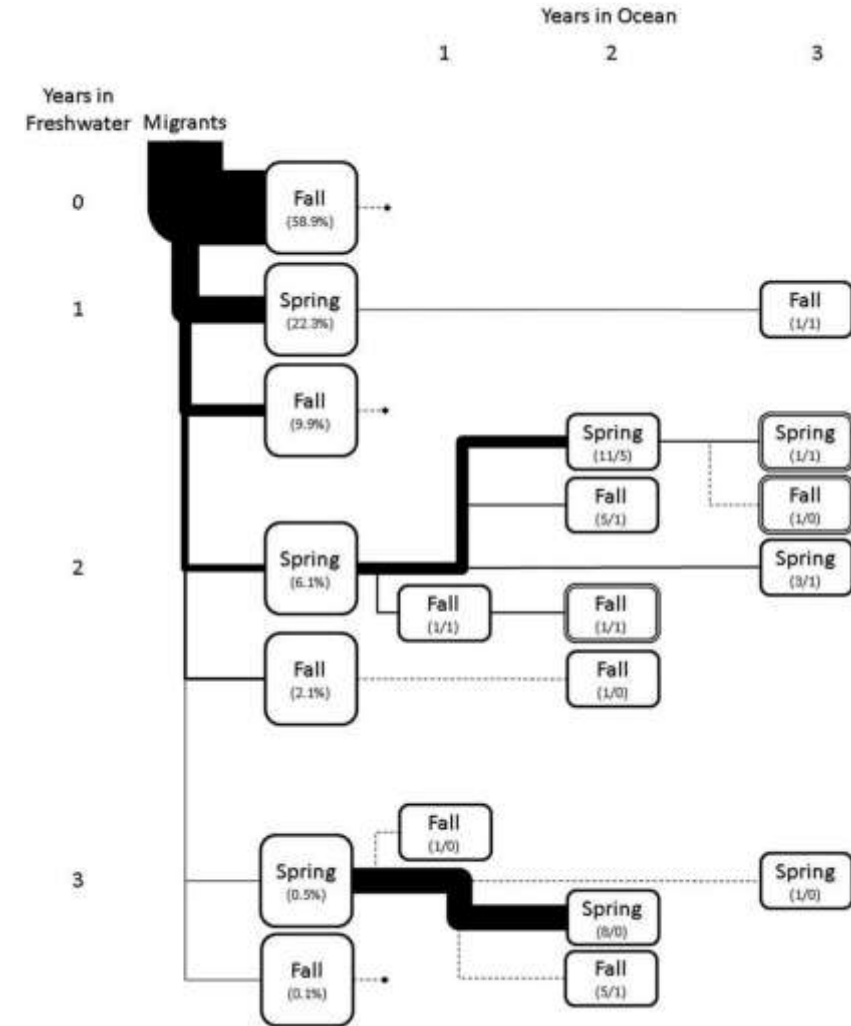 Years in Ocean
1 2 3
Years in
Freshwater Migrants
0
Fall
(58.9%)
1
Spring
(22.3%)
Fall
(1/1)
Fall
(9.9%)
Spring
(11/5)
Spring
(1/1)
Fall
(5/1)
Fall
(1/0)
2
Spring
(6.1%)
Spring
(3/1)
Fall
(1/1)
Fall
(1/1)
Fall
(2.1%)
Fall
(1/0)
Fall
(1/0)
3
Spring
(0.5%)
Spring
(1/0)
Spring
(8/0)
Fall
(0.1%)
Fall
(5/1)